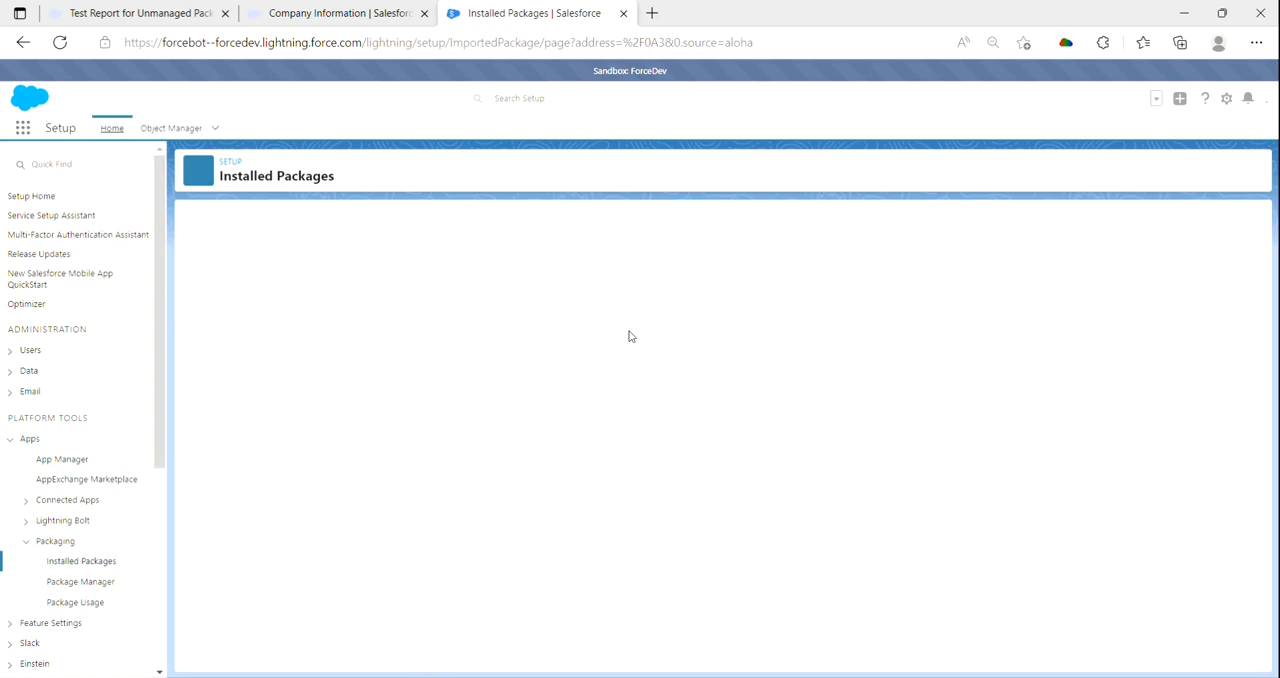 Test Report for Unmanaged Pack
Company Information | Salesforc
Installed Packages | Salesforce
https://forcebot--forcedev.lightning.force.com/lightning/setup/ImportedPackage/page?address=%2F0A3&0.source=aloha
Sandbox: ForceDev
Search Setup
Setup
Home
Object Manager
Quick Find
SETUP
Installed Packages
Setup Home
Service Setup Assistant
Multi-Factor Authentication Assistant
Release Updates
New Salesforce Mobile App
QuickStart
Optimizer
ADMINISTRATION
Users
Data
Email
PLATFORM TOOLS
Apps
App Manager
AppExchange Marketplace
Connected Apps
Lightning Bolt
Packaging
Installed Packages
Package Manager
Package Usage
Feature Settings
Slack
Einstein